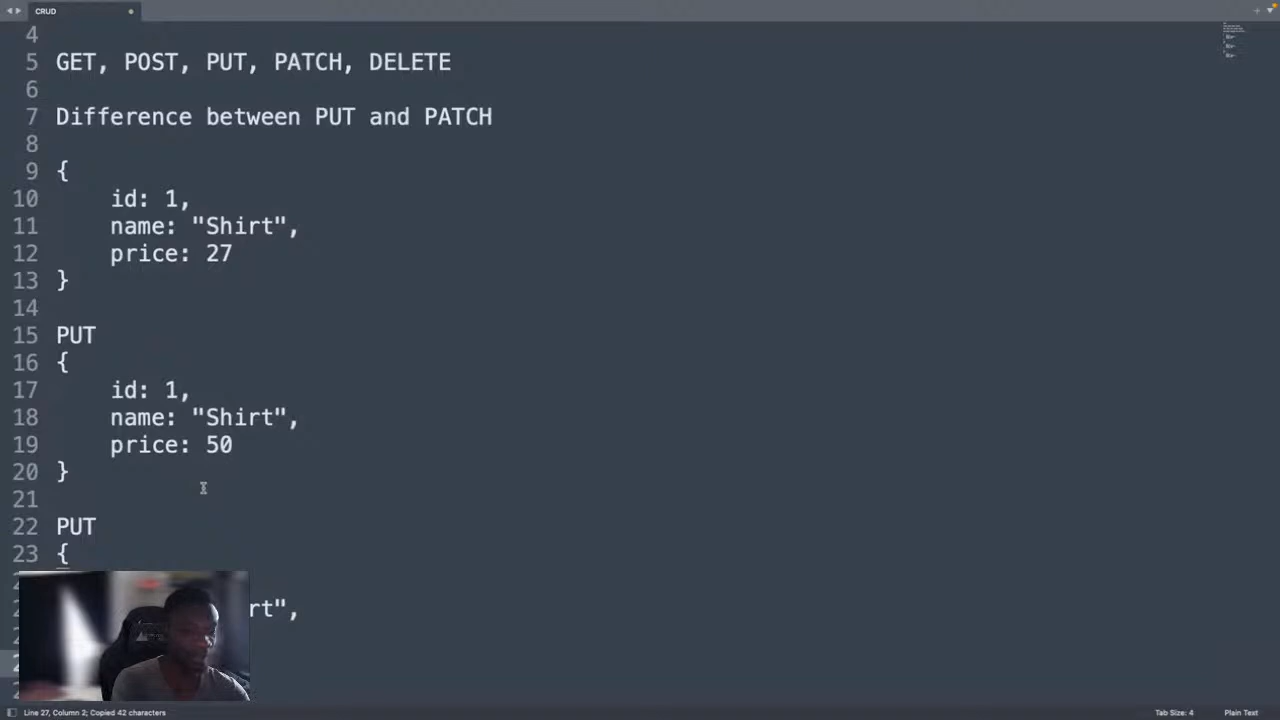 CRUD
4
5 GET, POST, PUT, PATCH, DELETE
6
7 Difference between PUT and PATCH
8
9 {
10 id: 1,
11 name: "Shirt",
12 price: 27
13 }
14
15 PUT
16 {
17 id: 1,
18 name: "Shirt",
19 price: 50
20 }
21
22 PUT
23 {
rt",
Line 27, Column 2; Copied 42 characters
Tab Size: 4
Plain Text